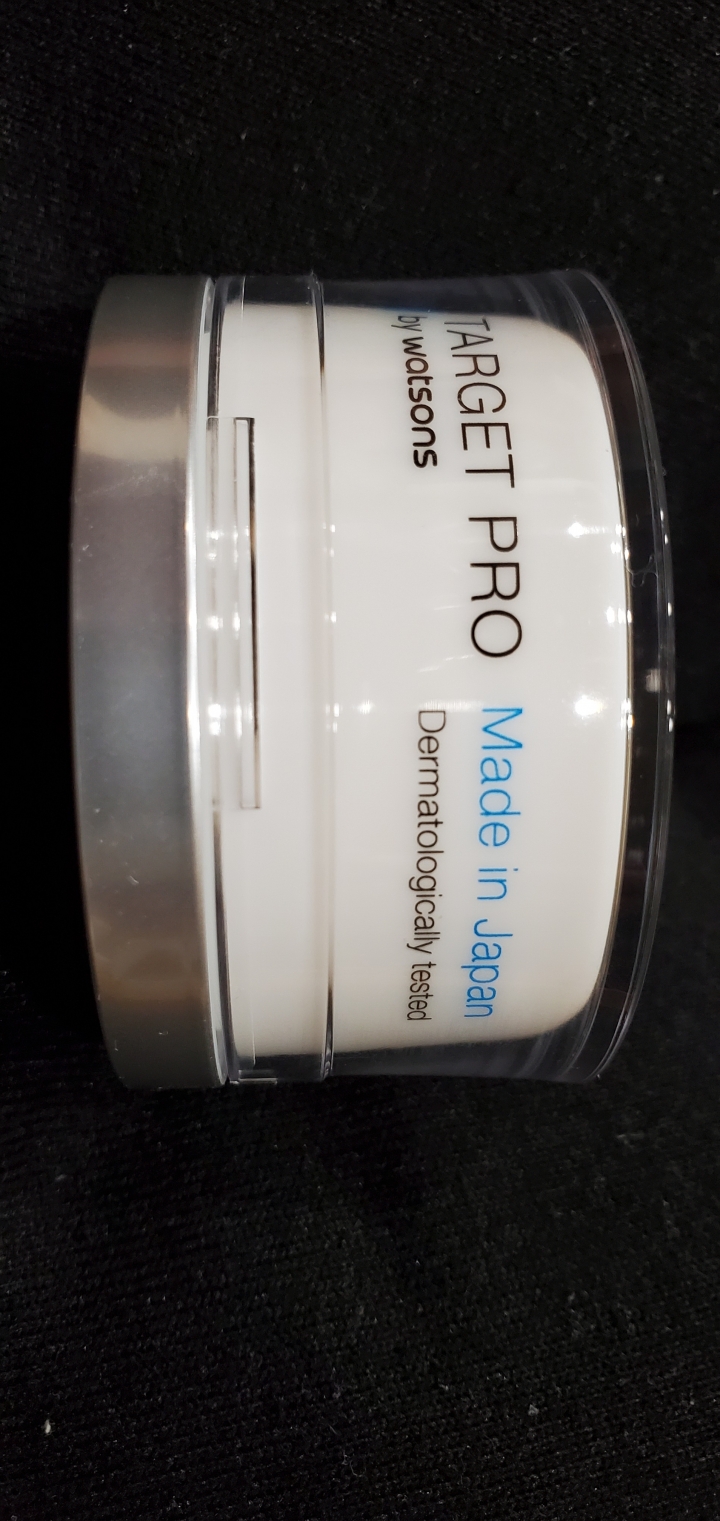 TARGET PRO
by watsons
Made in Japan
Dermatologically tested